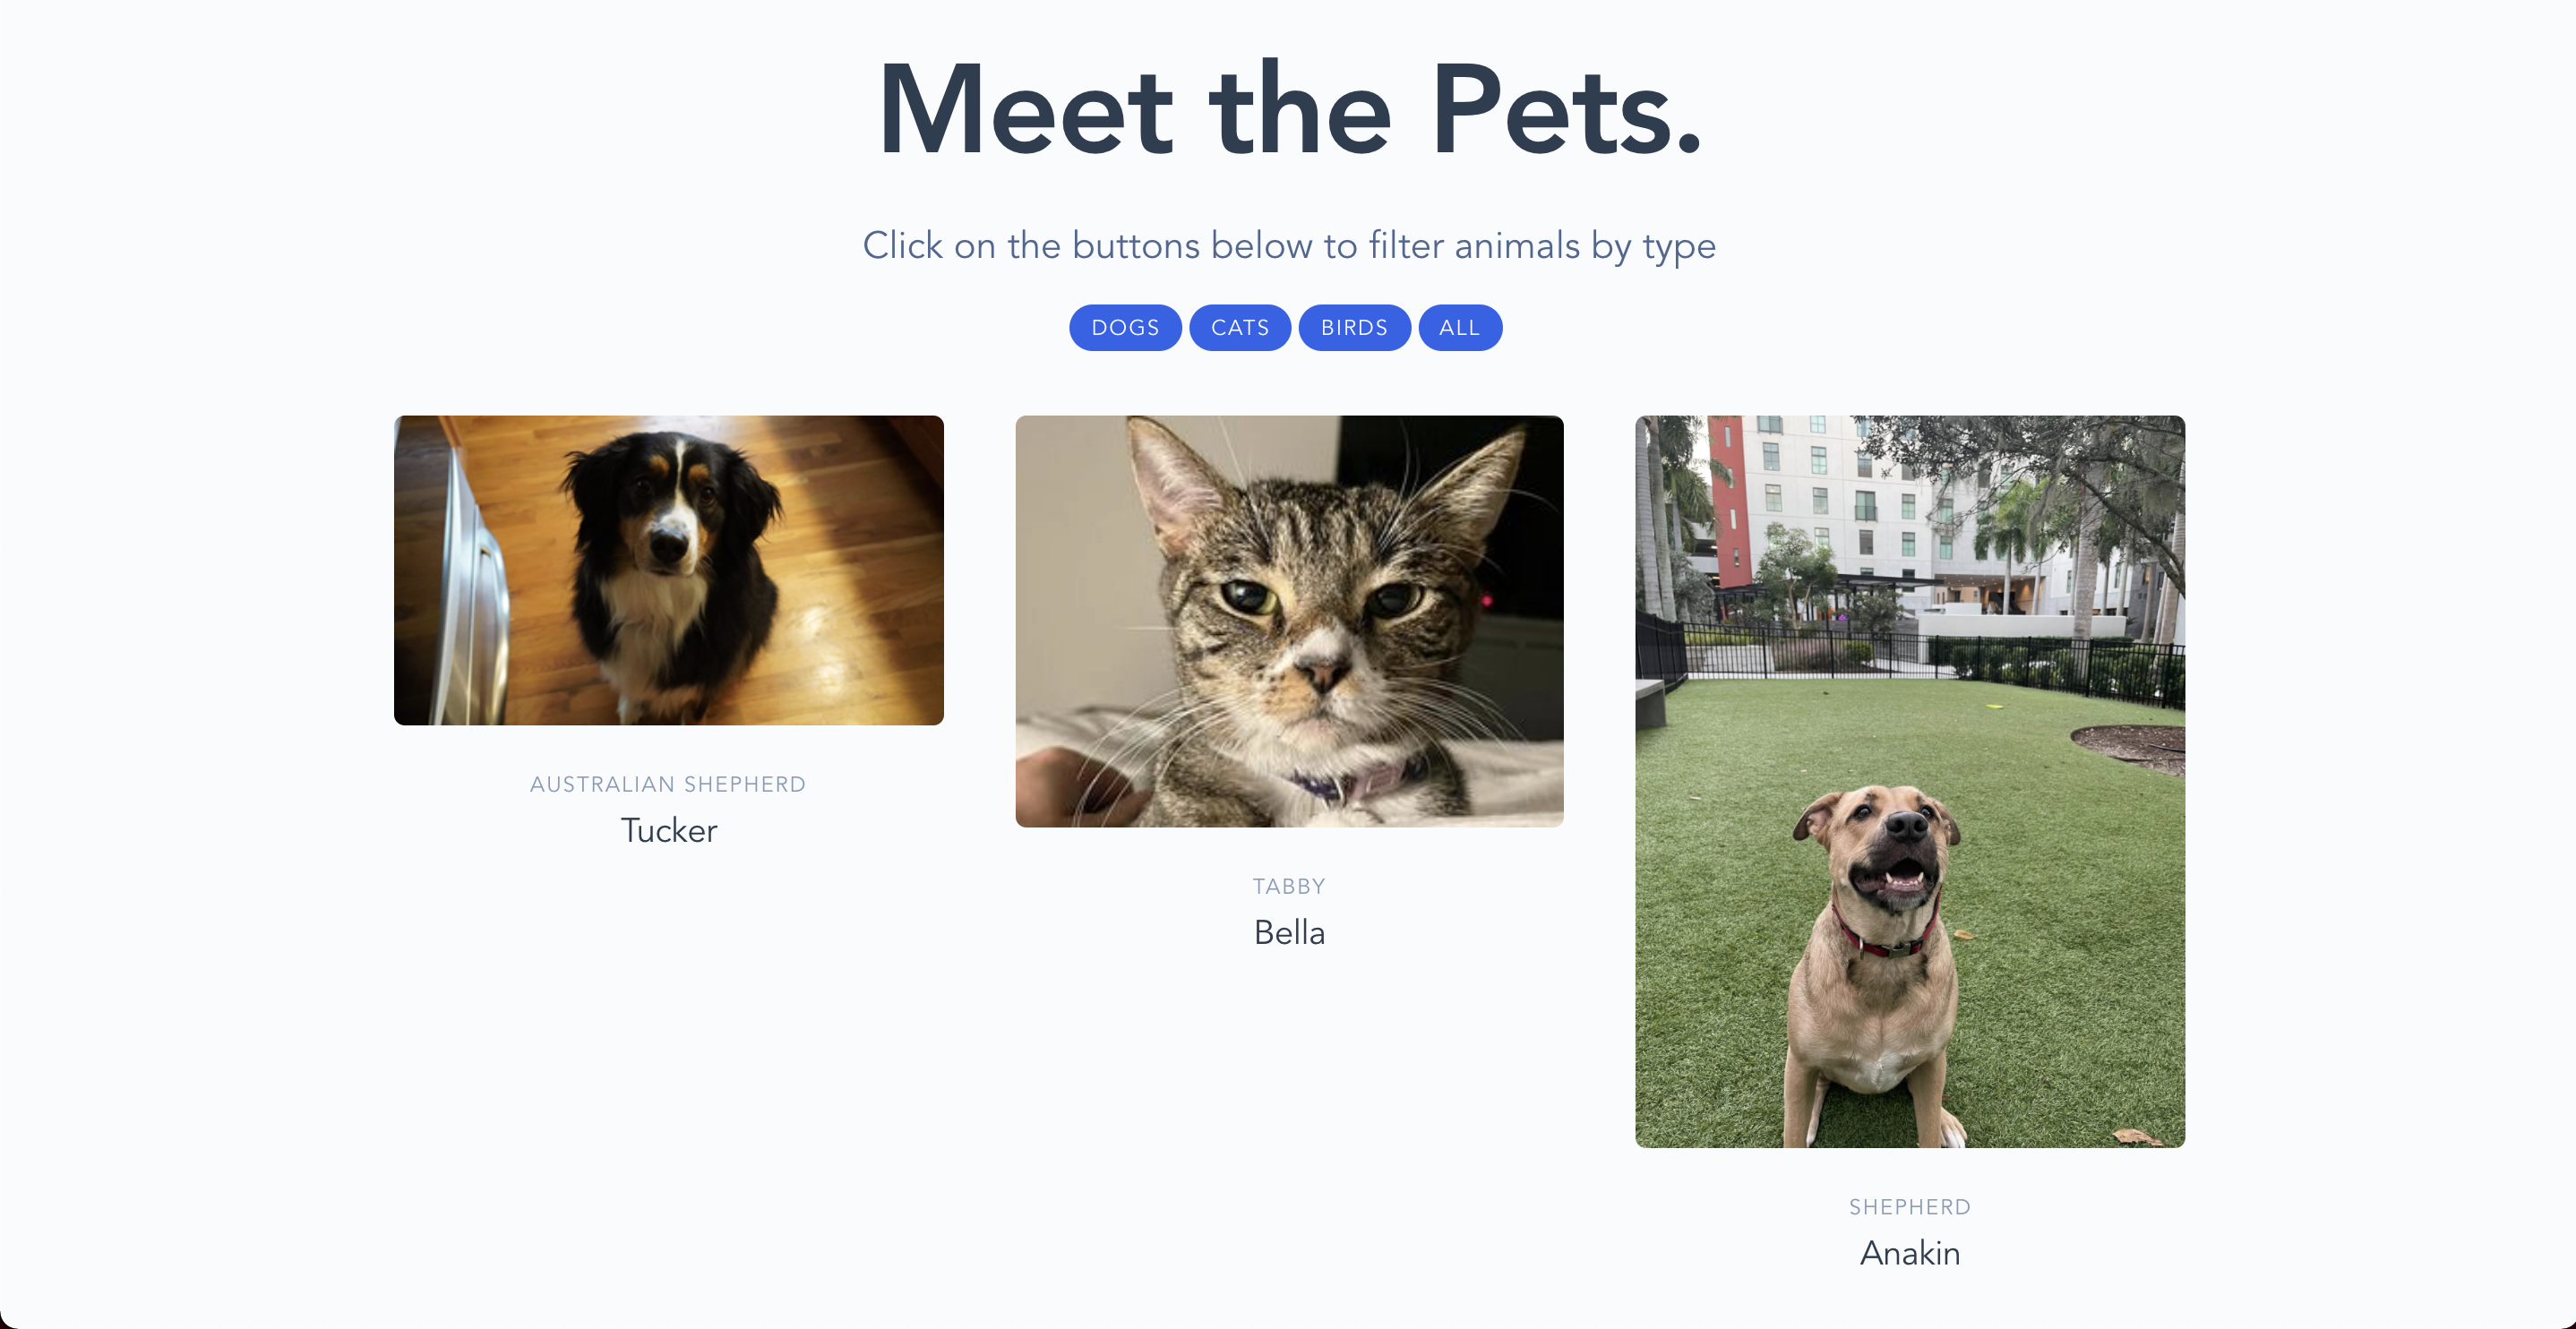 Meet the Pets.
Click on the buttons below to filter animals by type
DOGS CATS BIRDS ALL
AUSTRALIAN SHEPHERD
Tucker
TABBY
Bella
SHEPHERD
Anakin